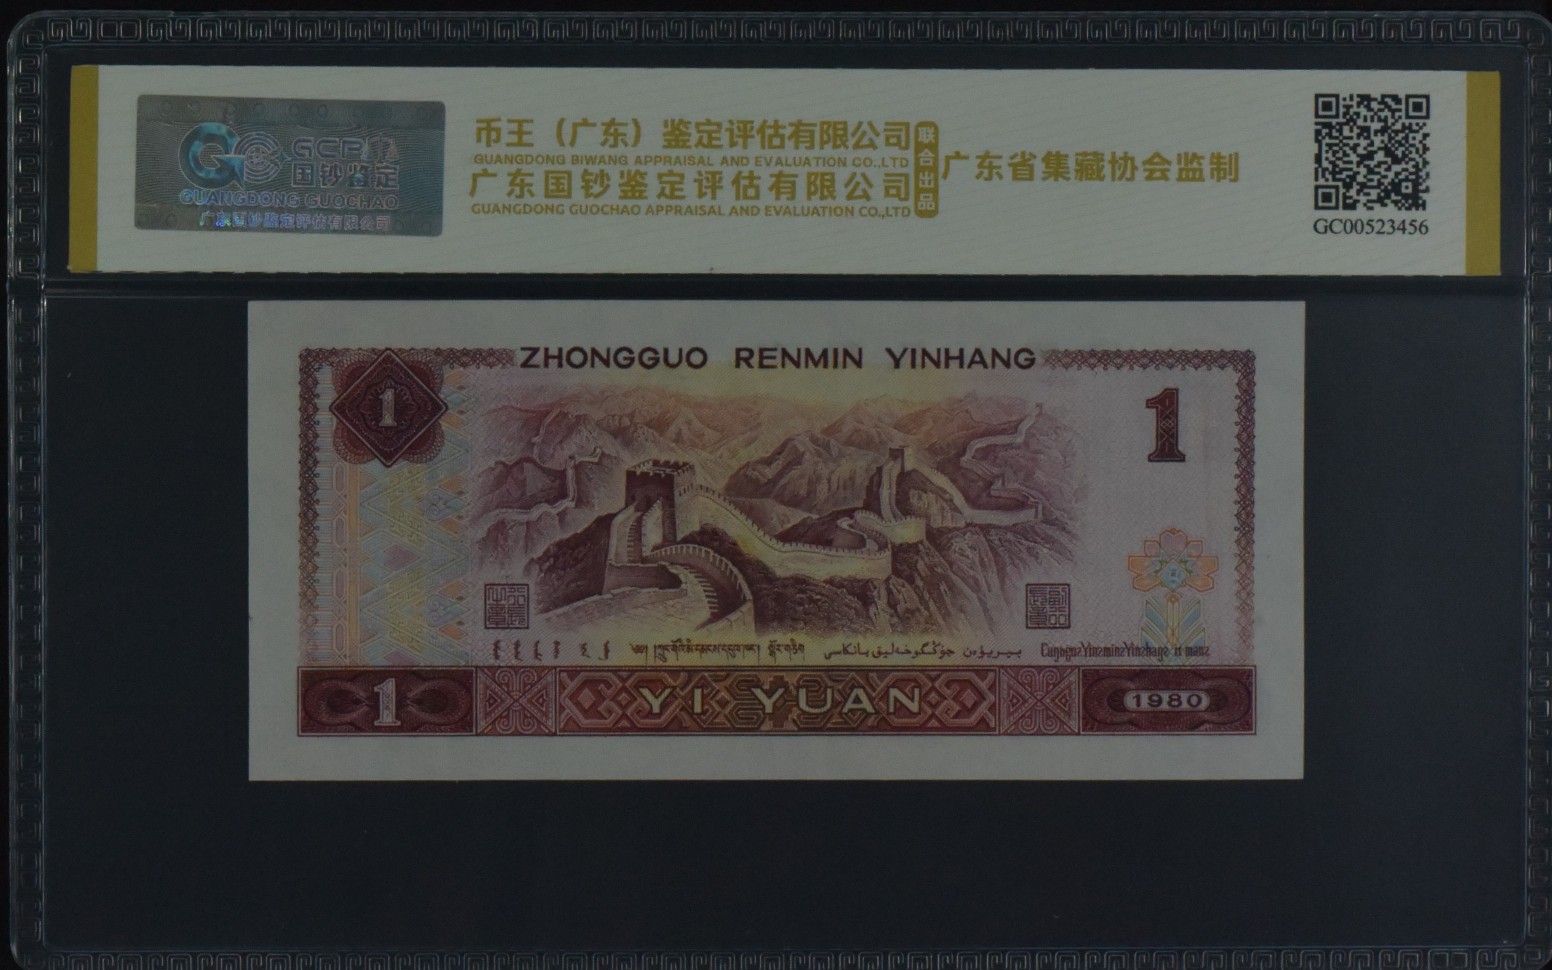 GCP
国钞鉴定
GUANGDONG GUOCHAO
广东国钞鉴定评估有限公司
币王（广东）鉴定评估有限公司
GUANGDONG BIWANG APPRAISAL AND EVALUATION CO.,LTD
广东国钞鉴定评估有限公司
GUANGDONG GUOCHAO APPRAISAL AND EVALUATION CO.,LTD
联合出品
广东省集藏协会监制
GC00523456
ZHONGGUO RENMIN YINHANG
1
1
1
YI YUAN
1980